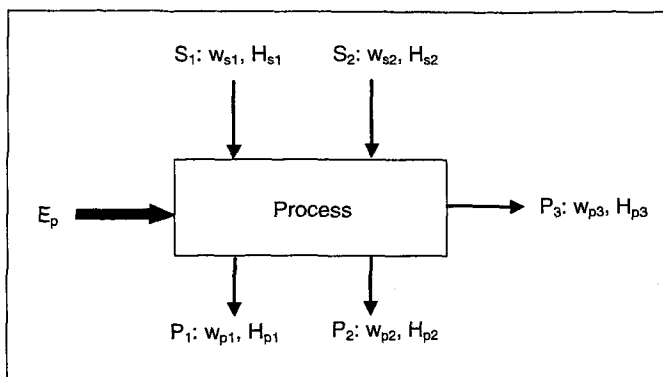 S₁: w_s1, H_s1 S₂: w_s2, H_s2
E_p Process P₃: w_p3, H_p3
P₁: w_p1, H_p1 P₂: w_p2, H_p2